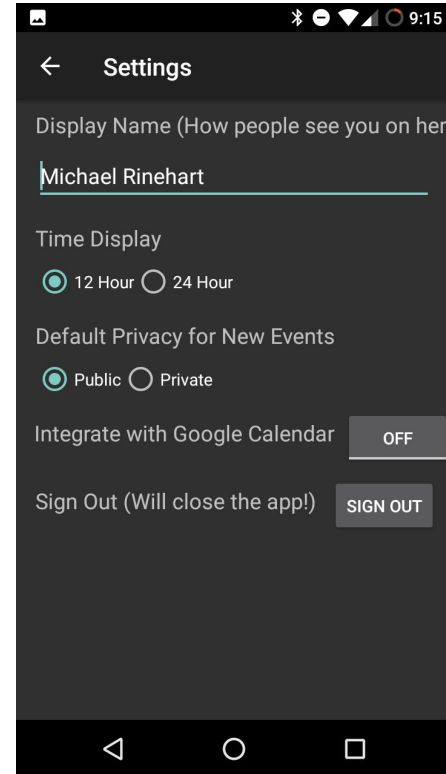 9:15
Settings
Display Name (How people see you on her
Michael Rinehart
Time Display
12 Hour 24 Hour
Default Privacy for New Events
Public Private
Integrate with Google Calendar OFF
Sign Out (Will close the app!) SIGN OUT